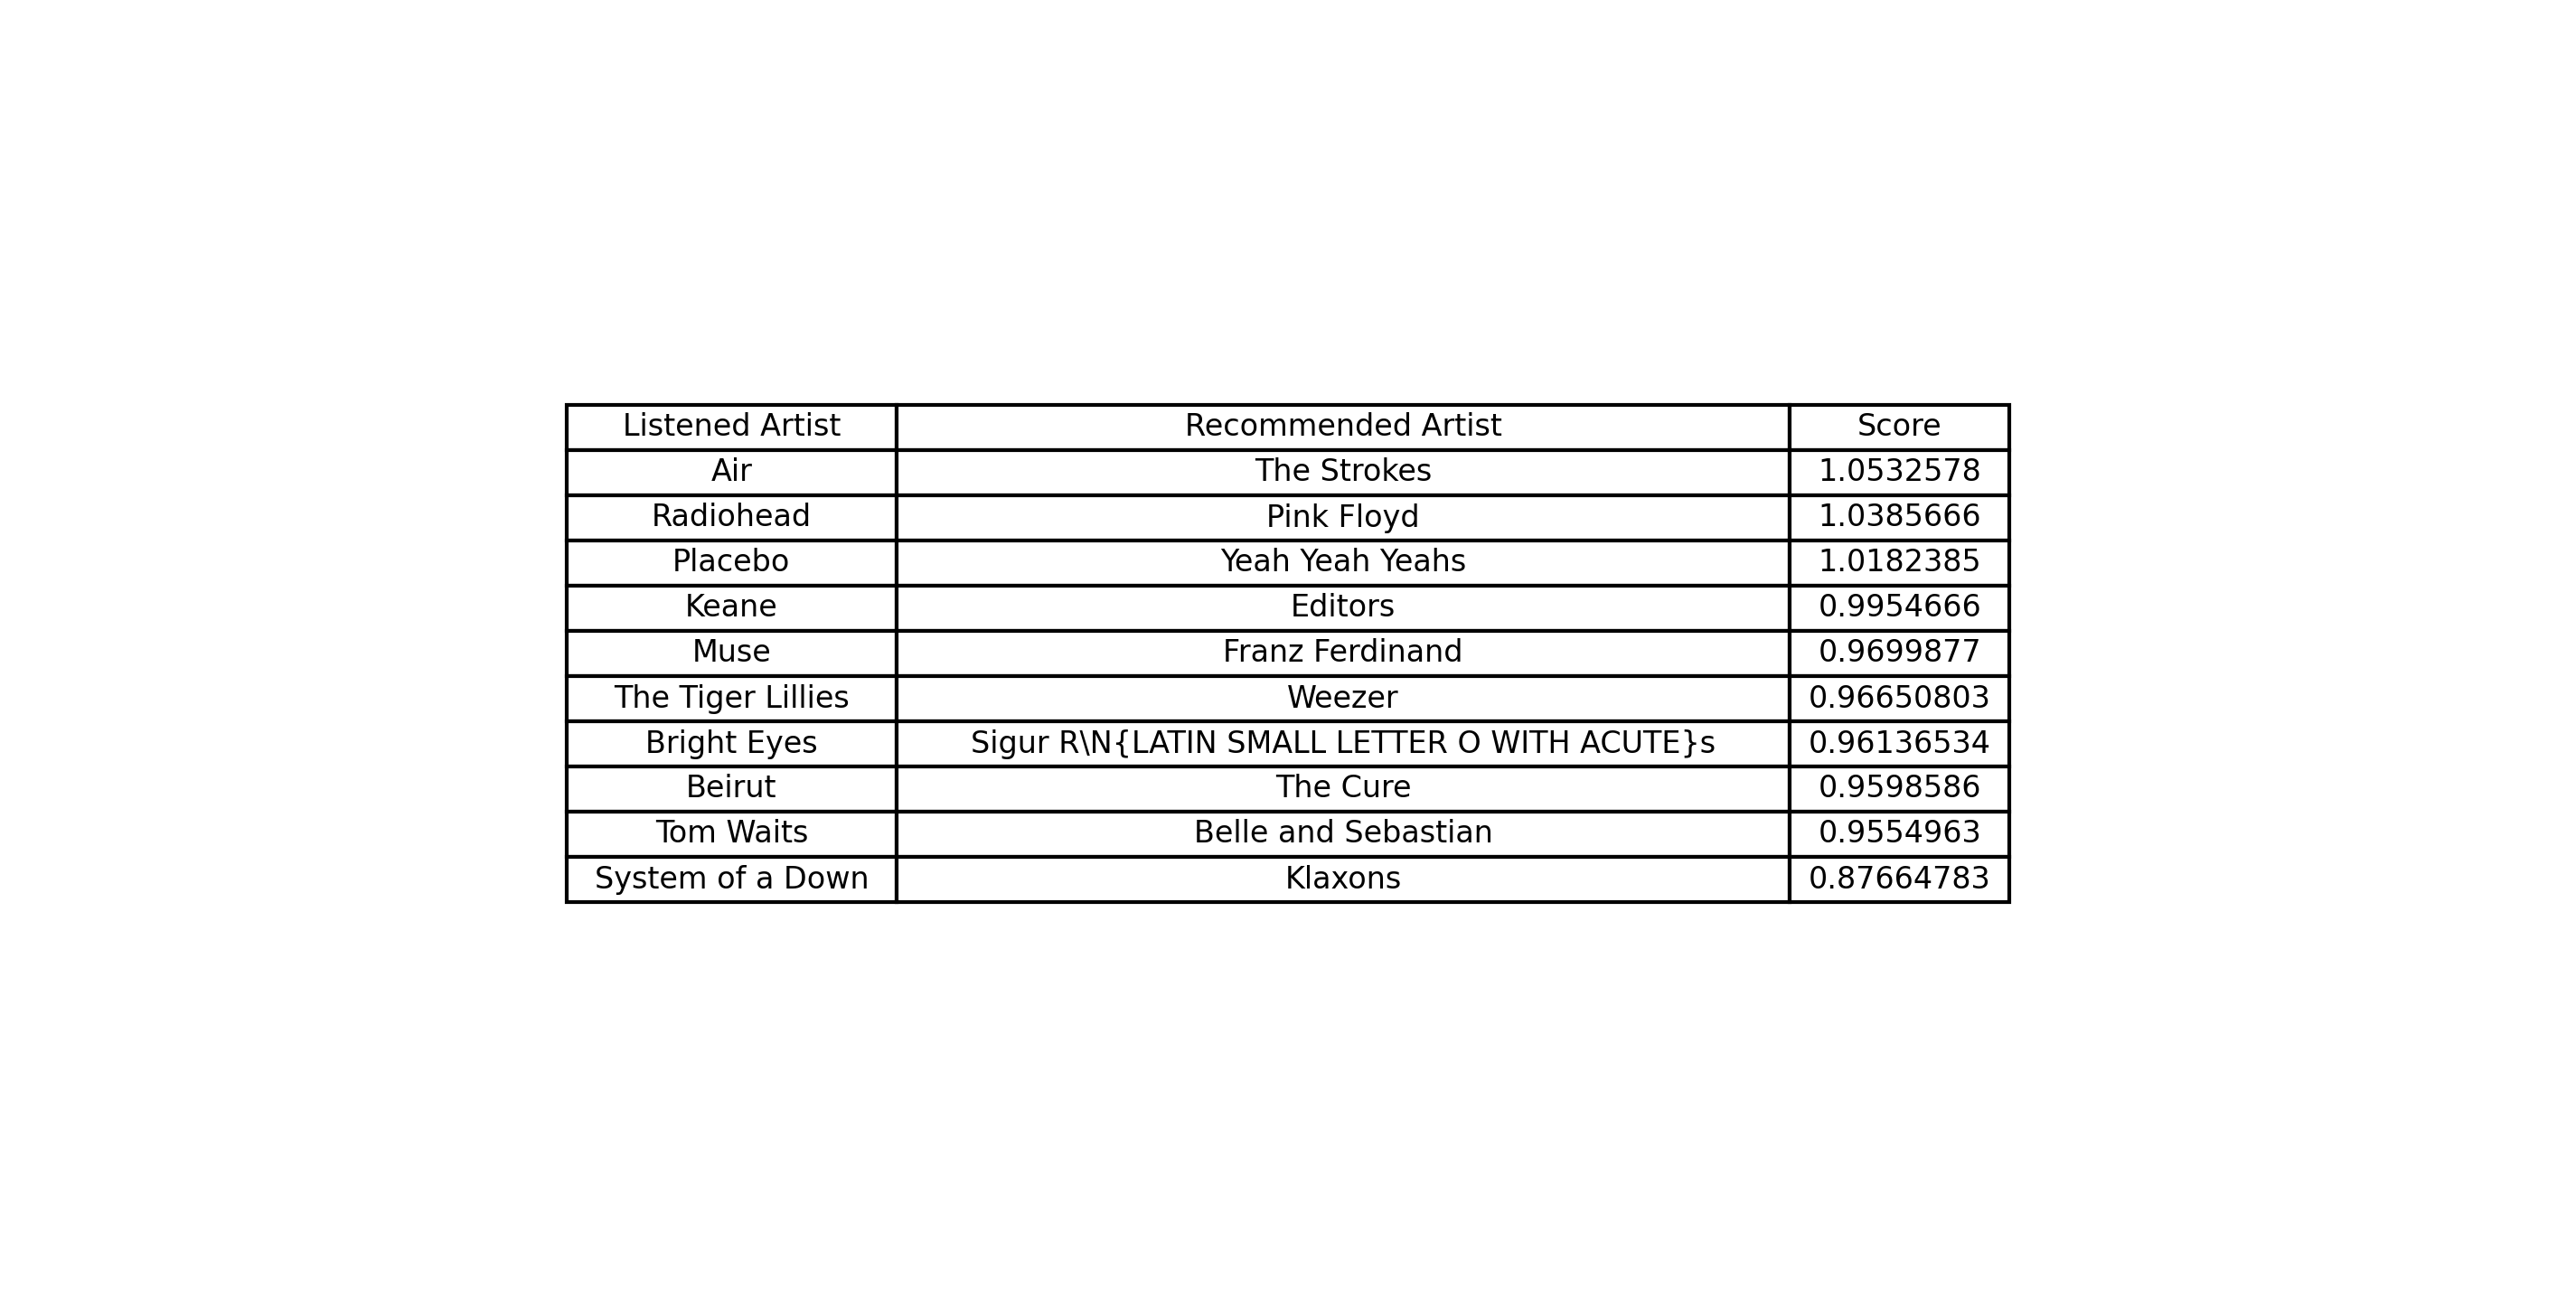 Listened Artist Recommended Artist Score
Air The Strokes 1.0532578
Radiohead Pink Floyd 1.0385666
Placebo Yeah Yeah Yeahs 1.0182385
Keane Editors 0.9954666
Muse Franz Ferdinand 0.9699877
The Tiger Lillies Weezer 0.96650803
Bright Eyes Sigur R\N{LATIN SMALL LETTER O WITH ACUTE}s 0.96136534
Beirut The Cure 0.9598586
Tom Waits Belle and Sebastian 0.9554963
System of a Down Klaxons 0.87664783